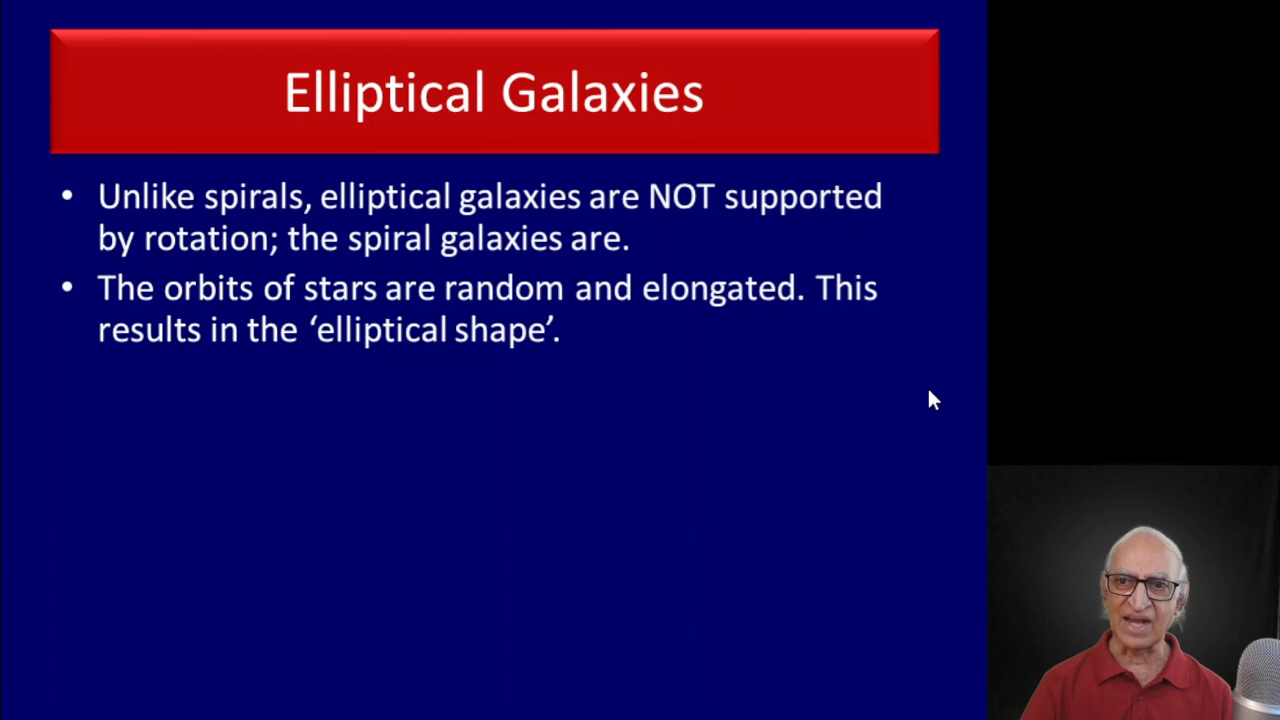 Elliptical Galaxies
• Unlike spirals, elliptical galaxies are NOT supported
by rotation; the spiral galaxies are.
• The orbits of stars are random and elongated. This
results in the ‘elliptical shape’.